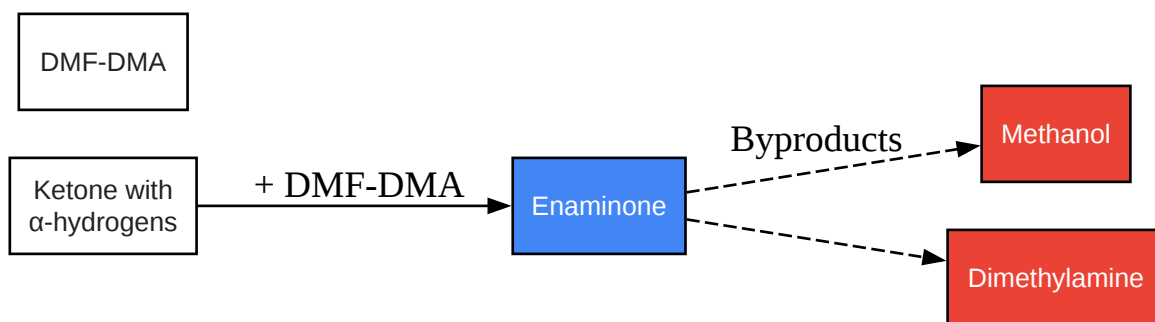 DMF-DMA
Ketone with
α-hydrogens
+ DMF-DMA
Enaminone
Byproducts
Methanol
Dimethylamine